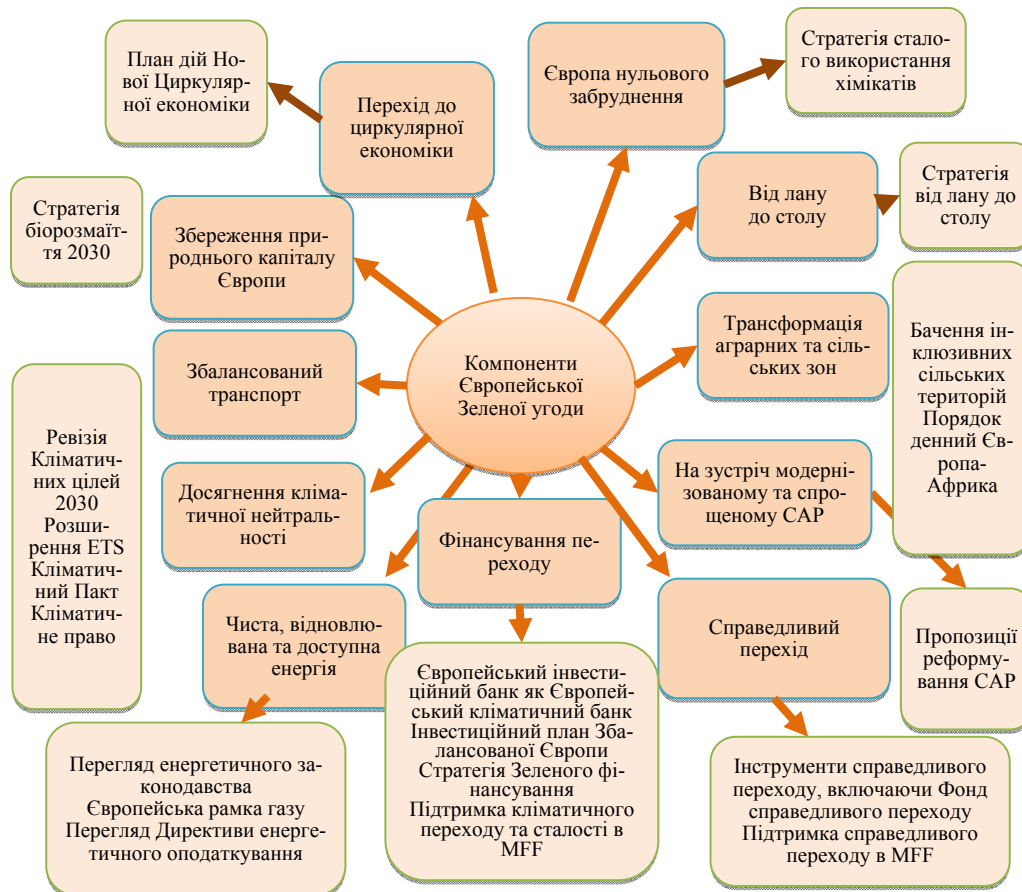 План дій Но-
вої Циркуляр-
ної економіки
Перехід до
циркулярної
економіки
Європа нульового
забруднення
Стратегія стал-
ого використання
хімікатів
Стратегія
біорозмаїт-
тя 2030
Збереження при-
роднього капіталу
Європи
Від лану
до столу
Стратегія
від лану до
столу
Збалансований
транспорт
Компоненти
Європейської
Зеленої угоди
Трансформація
аграрних та сіль-
ських зон
Бачення ін-
клюзивних
сільських
територій
Порядок
денний Єв-
ропа-
Африка
Ревізія
Кліматич-
них цілей
2030
Розши-
рення ETS
Кліматич-
ний Пакт
Кліматич-
не право
Досягнення кліма-
тичної нейтраль-
ності
Фінансування пе-
реходу
На зустріч модерні-
зованому та спро-
щеному САР
Чиста, відновлю-
вана та доступна
енергія
Справедливий
перехід
Пропозиції
реформу-
вання САР
Перегляд енергетичного за-
конодавства
Європейська рамка газу
Перегляд Директиви енерге-
тичного оподаткування
Європейський інвести-
ційний банк як Європей-
ський кліматичний банк
Інвестиційний план Зба-
лансованої Європи
Стратегія Зеленого фі-
нансування
Підтримка кліматичного
переходу та сталості в
MFF
Інструменти справедливого
переходу, включаючи Фонд
справедливого переходу
Підтримка справедливого
переходу в MFF